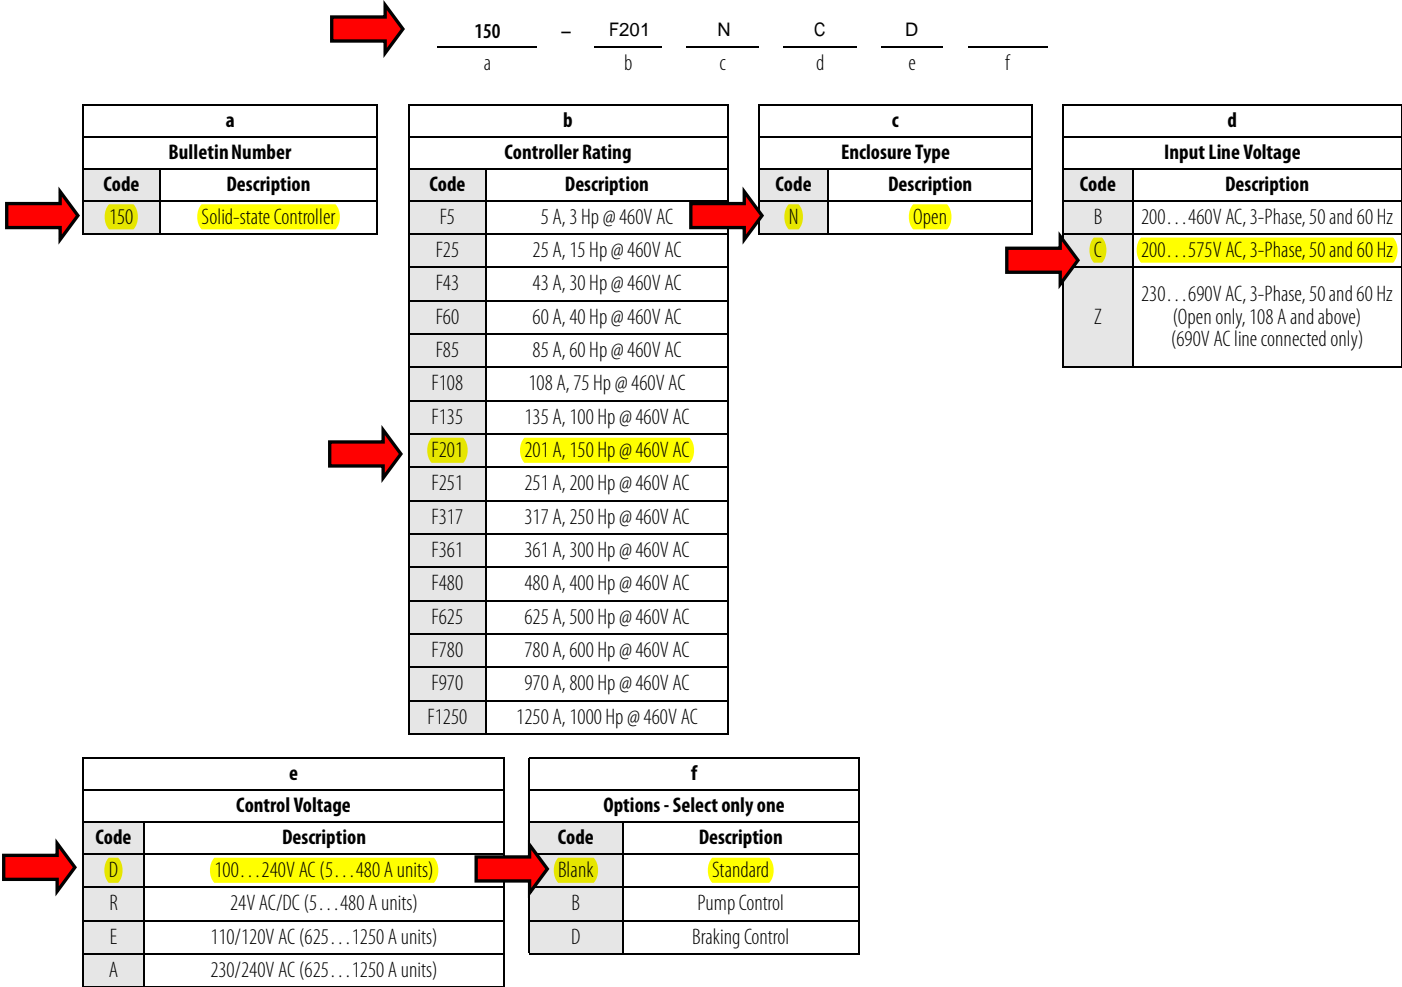 150 – F201 N C D
a b c d e f
a
Bulletin Number
Code Description
150 Solid-state Controller
b
Controller Rating
Code Description
F5 5 A, 3 Hp @ 460V AC
F25 25 A, 15 Hp @ 460V AC
F43 43 A, 30 Hp @ 460V AC
F60 60 A, 40 Hp @ 460V AC
F85 85 A, 60 Hp @ 460V AC
F108 108 A, 75 Hp @ 460V AC
F135 135 A, 100 Hp @ 460V AC
F201 201 A, 150 Hp @ 460V AC
F251 251 A, 200 Hp @ 460V AC
F317 317 A, 250 Hp @ 460V AC
F361 361 A, 300 Hp @ 460V AC
F480 480 A, 400 Hp @ 460V AC
F625 625 A, 500 Hp @ 460V AC
F780 780 A, 600 Hp @ 460V AC
F970 970 A, 800 Hp @ 460V AC
F1250 1250 A, 1000 Hp @ 460V AC
c
Enclosure Type
Code Description
N Open
d
Input Line Voltage
Code Description
B 200...460V AC, 3-Phase, 50 and 60 Hz
C 200...575V AC, 3-Phase, 50 and 60 Hz
Z 230...690V AC, 3-Phase, 50 and 60 Hz
(Open only, 108 A and above)
(690V AC line connected only)
e
Control Voltage
Code Description
D 100...240V AC (5...480 A units)
R 24V AC/DC (5...480 A units)
E 110/120V AC (625...1250 A units)
A 230/240V AC (625...1250 A units)
f
Options - Select only one
Code Description
Blank Standard
B Pump Control
D Braking Control